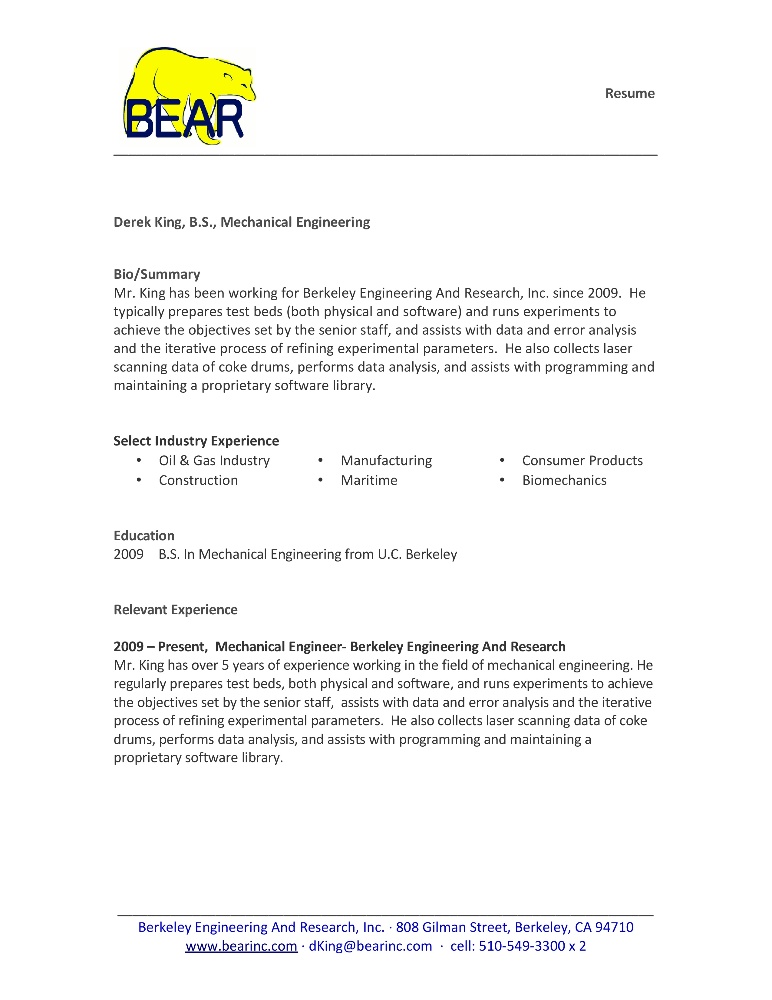 BEAR
Resume
Derek King, B.S., Mechanical Engineering
Bio/Summary
Mr. King has been working for Berkeley Engineering And Research, Inc. since 2009.  He
typically prepares test beds (both physical and software) and runs experiments to
achieve the objectives set by the senior staff, and assists with data and error analysis
and the iterative process of refining experimental parameters.  He also collects laser
scanning data of coke drums, performs data analysis, and assists with programming and
maintaining a proprietary software library.
Select Industry Experience
• Oil & Gas Industry • Manufacturing • Consumer Products
• Construction • Maritime • Biomechanics
Education
2009 B.S. In Mechanical Engineering from U.C. Berkeley
Relevant Experience
2009 – Present,  Mechanical Engineer- Berkeley Engineering And Research
Mr. King has over 5 years of experience working in the field of mechanical engineering. He
regularly prepares test beds, both physical and software, and runs experiments to achieve
the objectives set by the senior staff,  assists with data and error analysis and the iterative
process of refining experimental parameters.  He also collects laser scanning data of coke
drums, performs data analysis, and assists with programming and maintaining a
proprietary software library.
Berkeley Engineering And Research, Inc. · 808 Gilman Street, Berkeley, CA 94710
www.bearinc.com · dKing@bearinc.com · cell: 510-549-3300 x 2